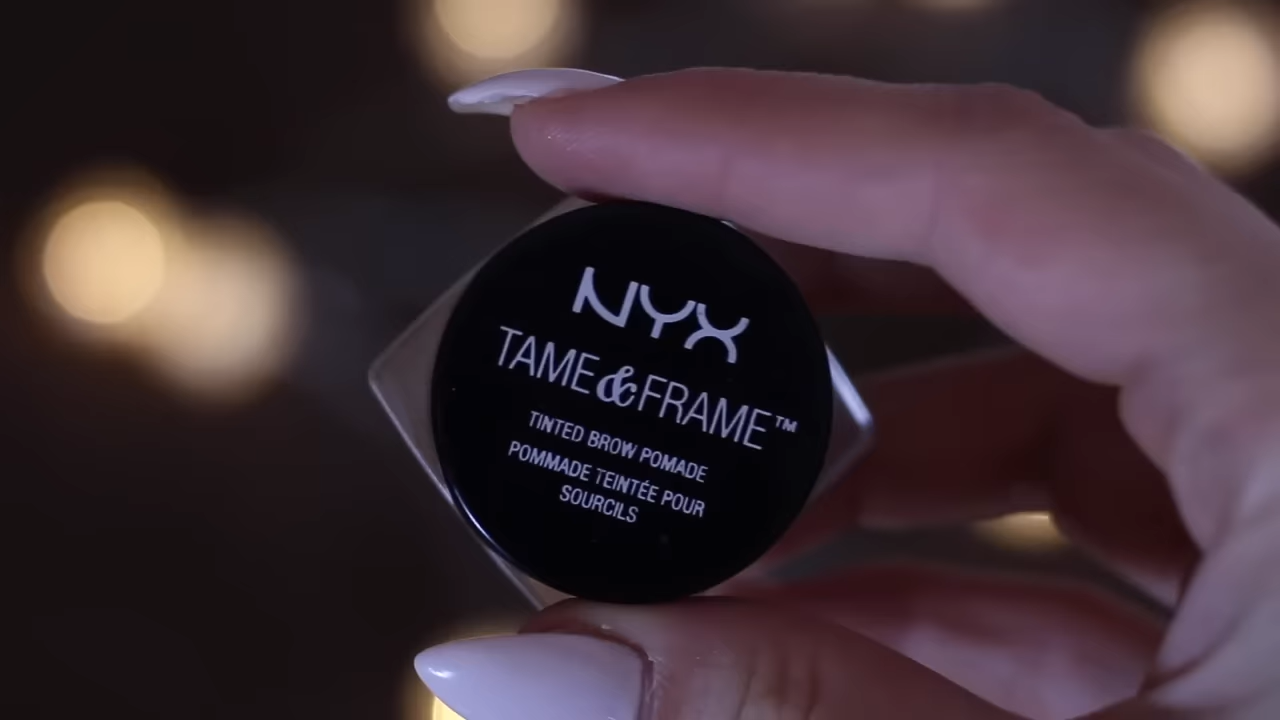 NYX
TAME & FRAME™
TINTED BROW POMADE
POMMADE TEINTÉE POUR
SOURCILS